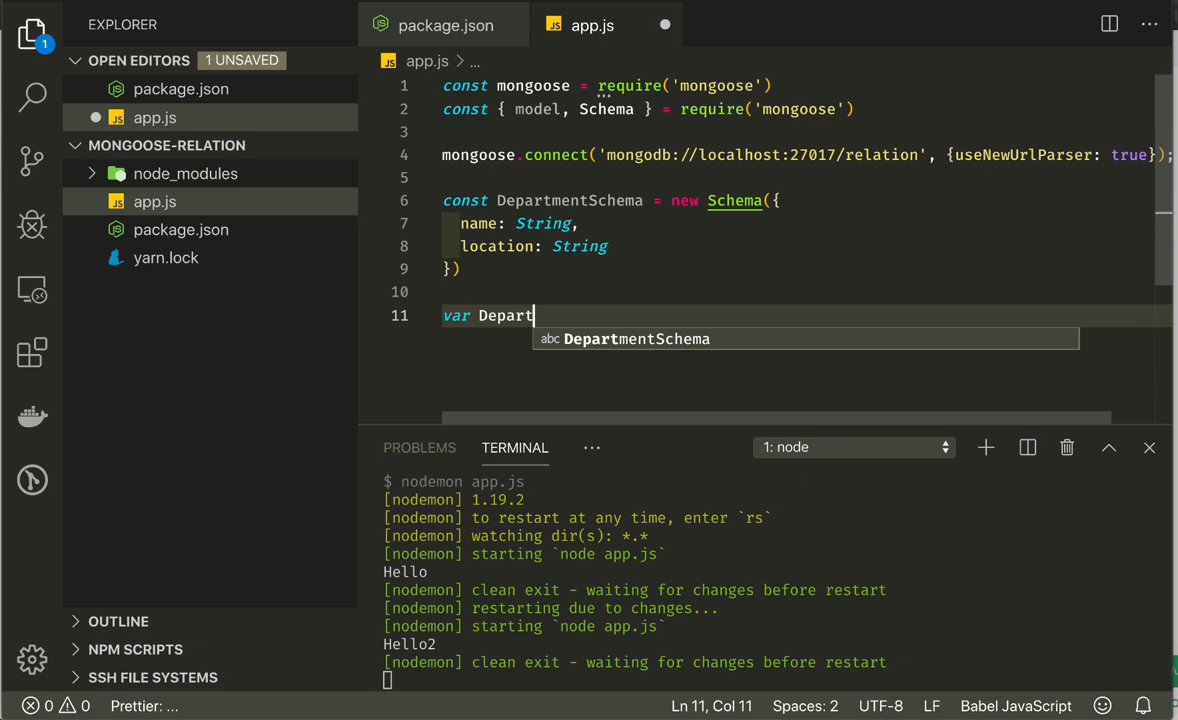 EXPLORER
OPEN EDITORS 1 UNSAVED
package.json
JS app.js
MONGOOSE-RELATION
node_modules
JS app.js
package.json
yarn.lock
OUTLINE
NPM SCRIPTS
SSH FILE SYSTEMS
1
package.json
JS app.js
JS app.js > ...
1 const mongoose = require('mongoose')
2 const { model, Schema } = require('mongoose')
3
4 mongoose.connect('mongodb://localhost:27017/relation', {useNewUrlParser: true});
5
6 const DepartmentSchema = new Schema({
7 name: String,
8 location: String
9 })
10
11 var Depart
abc DepartmentSchema
PROBLEMS TERMINAL ... 1: node
$ nodemon app.js
[nodemon] 1.19.2
[nodemon] to restart at any time, enter `rs`
[nodemon] watching dir(s): *.*
[nodemon] starting `node app.js`
Hello
[nodemon] clean exit - waiting for changes before restart
[nodemon] restarting due to changes...
[nodemon] starting `node app.js`
Hello2
[nodemon] clean exit - waiting for changes before restart
0 0 Prettier: ... Ln 11, Col 11 Spaces: 2 UTF-8 LF Babel JavaScript